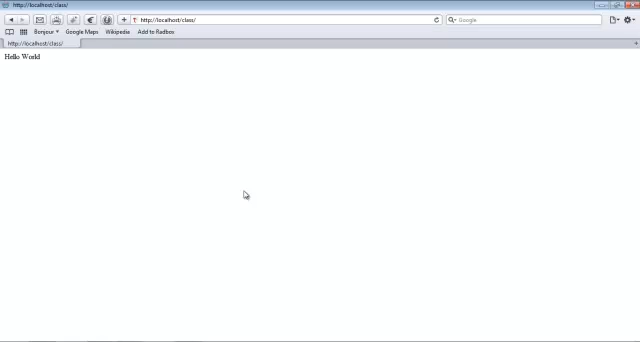 http://localhost/class/
http://localhost/class/
Google
Bonjour
Google Maps
Wikipedia
Add to Radbox
http://localhost/class/
Hello World